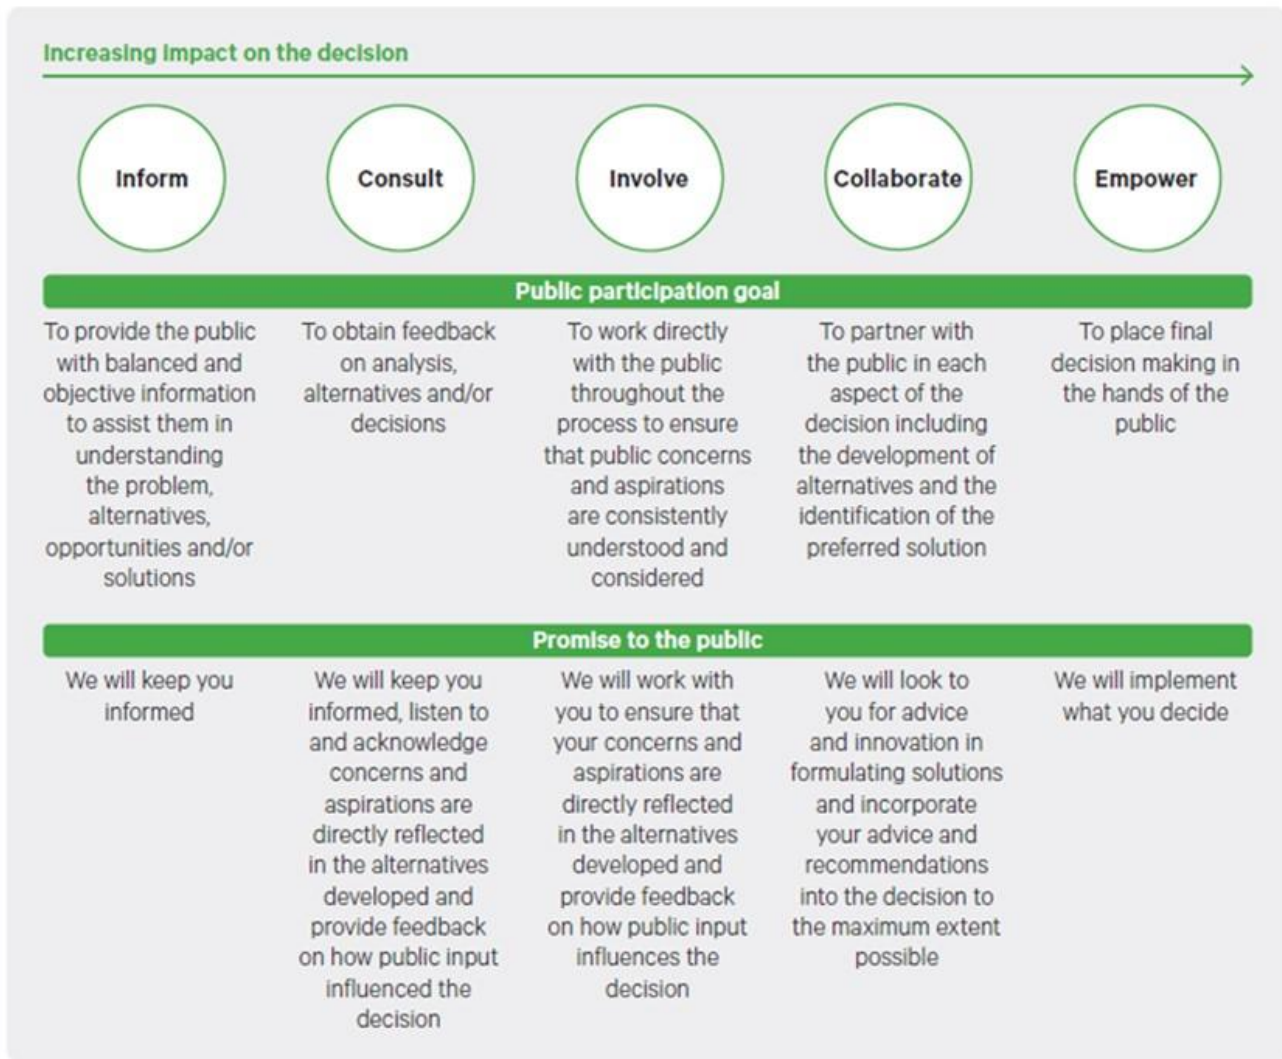 Increasing impact on the decision
Inform
Consult
Involve
Collaborate
Empower
Public participation goal
To provide the public
with balanced and
objective information
to assist them in
understanding
the problem,
alternatives,
opportunities and/or
solutions
To obtain feedback
on analysis,
alternatives and/or
decisions
To work directly
with the public
throughout the
process to ensure
that public concerns
and aspirations
are consistently
understood and
considered
To partner with
the public in each
aspect of the
decision including
the development of
alternatives and the
identification of the
preferred solution
To place final
decision making in
the hands of the
public
Promise to the public
We will keep you
informed
We will keep you
informed, listen to
and acknowledge
concerns and
aspirations are
directly reflected
in the alternatives
developed and
provide feedback
on how public input
influenced the
decision
We will work with
you to ensure that
your concerns and
aspirations are
directly reflected
in the alternatives
developed and
provide feedback
on how public input
influences the
decision
We will look to
you for advice
and innovation in
formulating solutions
and incorporate
your advice and
recommendations
into the decision to
the maximum extent
possible
We will implement
what you decide